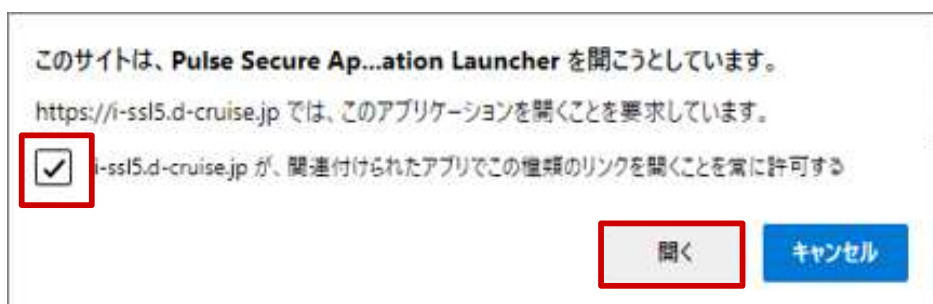 このサイトは、Pulse Secure Ap...ation Launcher を開こうとしています。
https://i-ssl5.d-cruise.jp では、このアプリケーションを開くことを要求しています。
i-ssl5.d-cruise.jp が、関連付けられたアプリでこの種類のリンクを開くことを常に許可する
開く
キャンセル